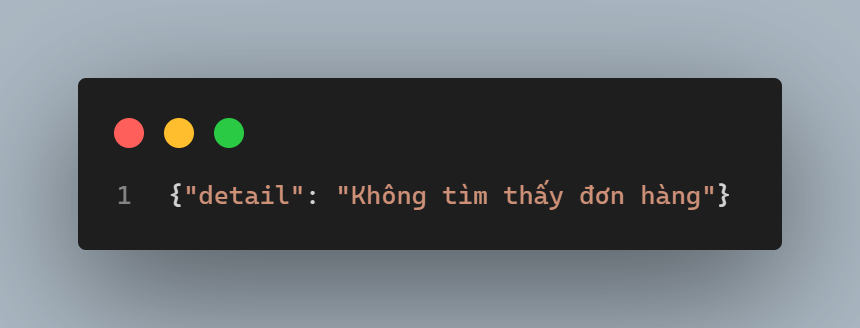 1 {"detail": "Không tìm thấy đơn hàng"}